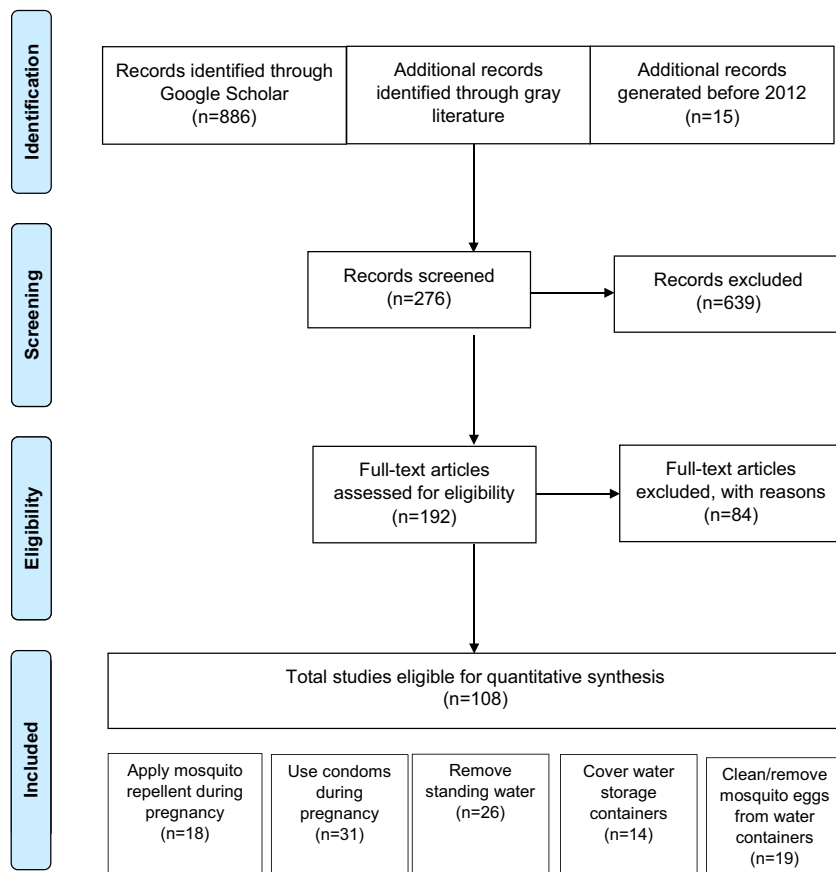 Identification
Records identified through
Google Scholar
(n=886)
Additional records
identified through gray
literature
Additional records
generated before 2012
(n=15)
Screening
Records screened
(n=276)
Records excluded
(n=639)
Eligibility
Full-text articles
assessed for eligibility
(n=192)
Full-text articles
excluded, with reasons
(n=84)
Included
Total studies eligible for quantitative synthesis
(n=108)
Apply mosquito
repellent during
pregnancy
(n=18)
Use condoms
during
pregnancy
(n=31)
Remove
standing water
(n=26)
Cover water
storage
containers
(n=14)
Clean/remove
mosquito eggs
from water
containers
(n=19)